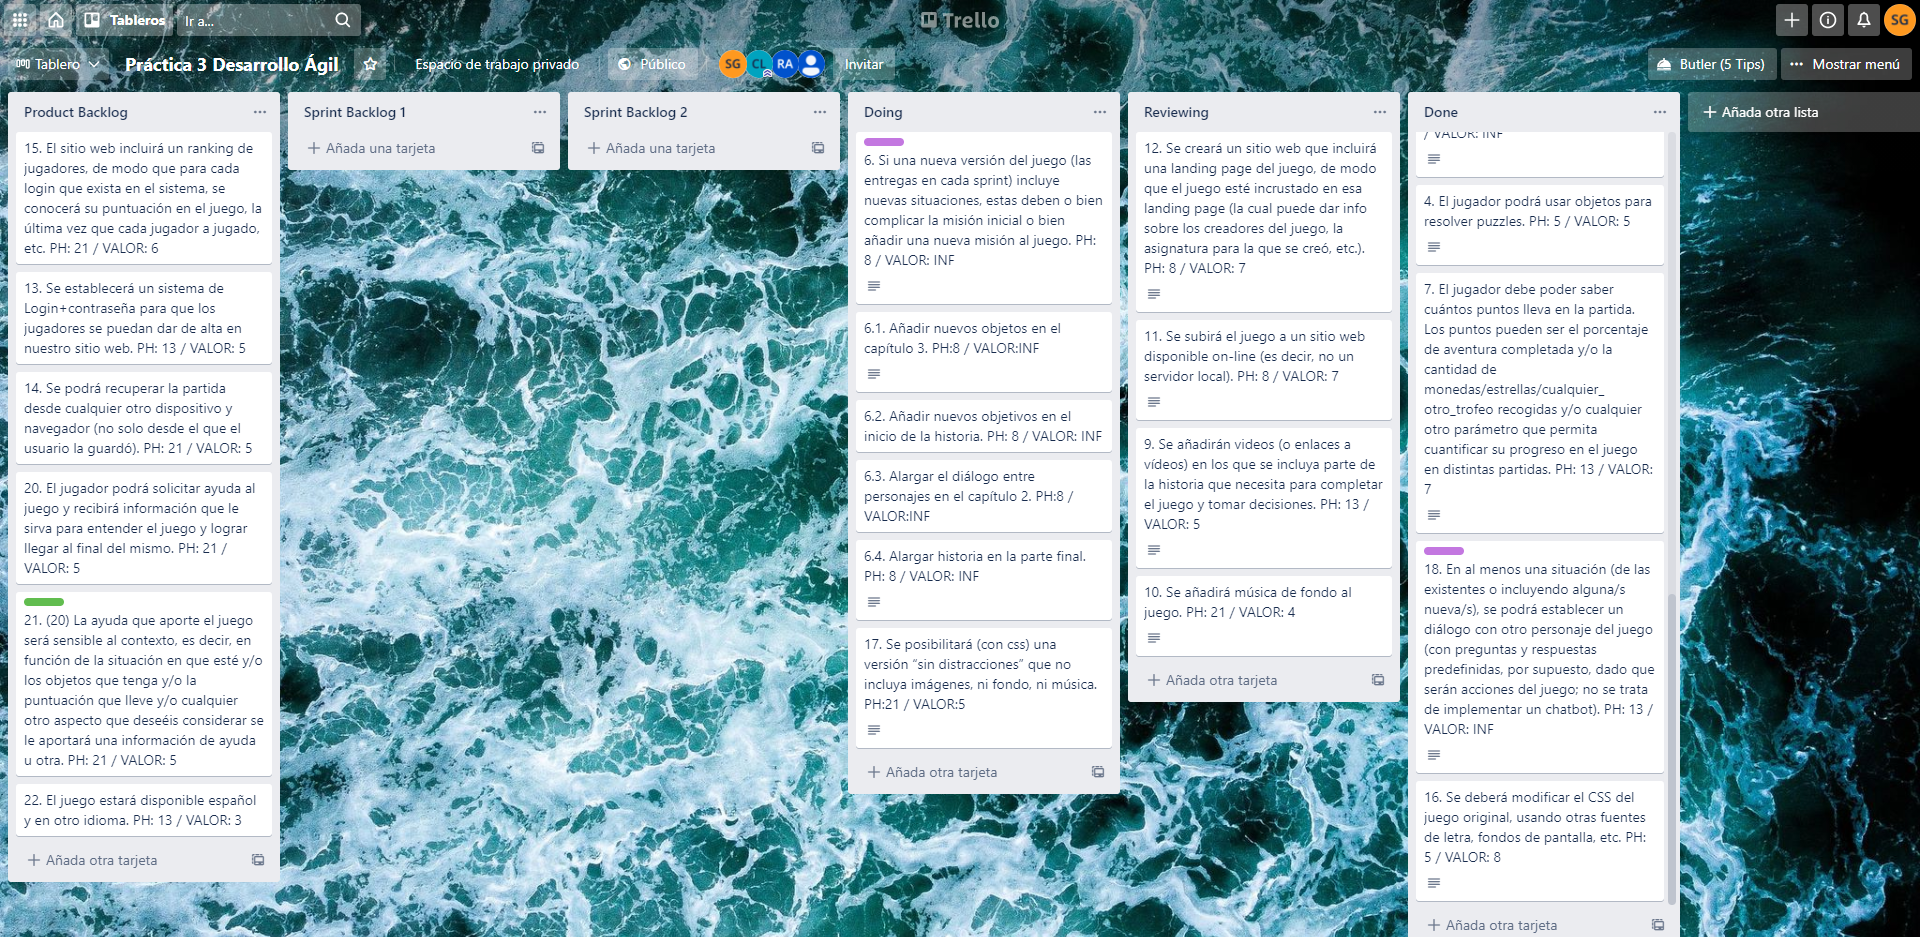 Tableros
Ir a...
Trello
SG
Tablero
Práctica 3 Desarrollo Ágil
Espacio de trabajo privado
Público
SG
CL
RA
Invitar
Butler (5 Tips)
Mostrar menú
Product Backlog
15. El sitio web incluirá un ranking de
jugadores, de modo que para cada
login que exista en el sistema, se
conocerá su puntuación en el juego, la
última vez que cada jugador a jugado,
etc. PH: 21 / VALOR: 6
13. Se establecerá un sistema de
Login+contraseña para que los
jugadores se puedan dar de alta en
nuestro sitio web. PH: 13 / VALOR: 5
14. Se podrá recuperar la partida
desde cualquier otro dispositivo y
navegador (no solo desde el que el
usuario la guardó). PH: 21 / VALOR: 5
20. El jugador podrá solicitar ayuda al
juego y recibirá información que le
sirva para entender el juego y lograr
llegar al final del mismo. PH: 21 /
VALOR: 5
21. (20) La ayuda que aporte el juego
será sensible al contexto, es decir, en
función de la situación en que esté y/o
los objetos que tenga y/o la
puntuación que lleve y/o cualquier
otro aspecto que deseéis considerar se
le aportará una información de ayuda
u otra. PH: 21 / VALOR: 5
22. El juego estará disponible español
y en otro idioma. PH: 13 / VALOR: 3
Añada otra tarjeta
Sprint Backlog 1
Añada una tarjeta
Sprint Backlog 2
Añada una tarjeta
Doing
6. Si una nueva versión del juego (las
entregas en cada sprint) incluye
nuevas situaciones, estas deben o bien
complicar la misión inicial o bien
añadir una nueva misión al juego. PH:
8 / VALOR: INF
6.1. Añadir nuevos objetos en el
capítulo 3. PH:8 / VALOR:INF
6.2. Añadir nuevos objetivos en el
inicio de la historia. PH: 8 / VALOR: INF
6.3. Alargar el diálogo entre
personajes en el capítulo 2. PH:8 /
VALOR:INF
6.4. Alargar historia en la parte final.
PH: 8 / VALOR: INF
17. Se posibilitará (con css) una
versión “sin distracciones” que no
incluya imágenes, ni fondo, ni música.
PH:21 / VALOR:5
Añada otra tarjeta
Reviewing
12. Se creará un sitio web que incluirá
una landing page del juego, de modo
que el juego esté incrustado en esa
landing page (la cual puede dar info
sobre los creadores del juego, la
asignatura para la que se creó, etc.).
PH: 8 / VALOR: 7
11. Se subirá el juego a un sitio web
disponible on-line (es decir, no un
servidor local). PH: 8 / VALOR: 7
9. Se añadirán videos (o enlaces a
vídeos) en los que se incluya parte de
la historia que necesita para completar
el juego y tomar decisiones. PH: 13 /
VALOR: 5
10. Se añadirá música de fondo al
juego. PH: 21 / VALOR: 4
Añada otra tarjeta
Done
/ VALOR: INF
4. El jugador podrá usar objetos para
resolver puzzles. PH: 5 / VALOR: 5
7. El jugador debe poder saber
cuántos puntos lleva en la partida.
Los puntos pueden ser el porcentaje
de aventura completada y/o la
cantidad de
monedas/estrellas/cualquier_
otro_trofeo recogidas y/o cualquier
otro parámetro que permita
cuantificar su progreso en el juego
en distintas partidas. PH: 13 / VALOR:
7
18. En al menos una situación (de las
existentes o incluyendo alguna/s
nueva/s), se podrá establecer un
diálogo con otro personaje del juego
(con preguntas y respuestas
predefinidas, por supuesto, dado que
serán acciones del juego; no se trata
de implementar un chatbot). PH: 13 /
VALOR: INF
16. Se deberá modificar el CSS del
juego original, usando otras fuentes
de letra, fondos de pantalla, etc. PH:
5 / VALOR: 8
Añada otra tarjeta
Añada otra lista